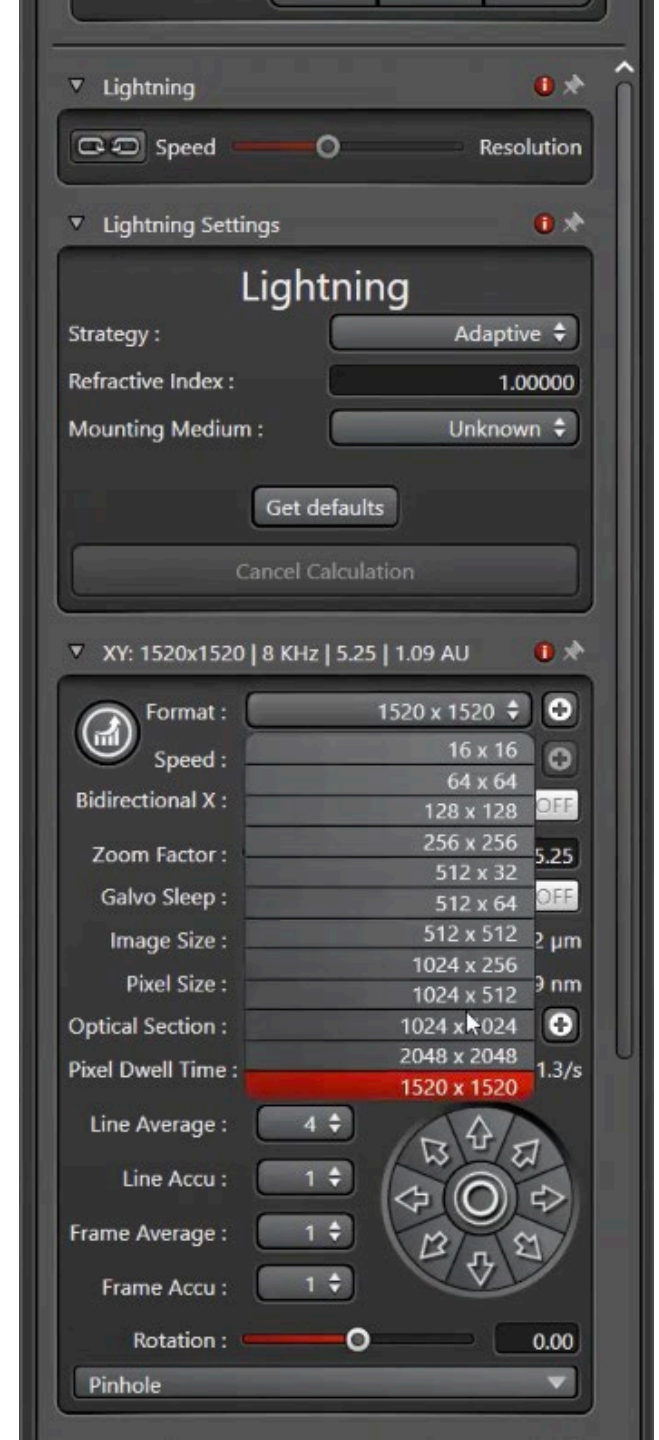 Lightning
Speed Resolution
Lightning Settings
Lightning
Strategy : Adaptive
Refractive Index : 1.00000
Mounting Medium : Unknown
Get defaults
Cancel Calculation
XY: 1520x1520 | 8 KHz | 5.25 | 1.09 AU
Format : 1520 x 1520
16 x 16
Speed :
64 x 64
Bidirectional X : 128 x 128 OFF
256 x 256
Zoom Factor : 5.25
512 x 32
Galvo Sleep : 512 x 64 OFF
Image Size : 512 x 512 2 µm
1024 x 256
Pixel Size : 9 nm
1024 x 512
Optical Section : 1024 x 1024
2048 x 2048
Pixel Dwell Time : 1.3/s
1520 x 1520
Line Average : 4
Line Accu : 1
Frame Average : 1
Frame Accu : 1
Rotation : 0.00
Pinhole